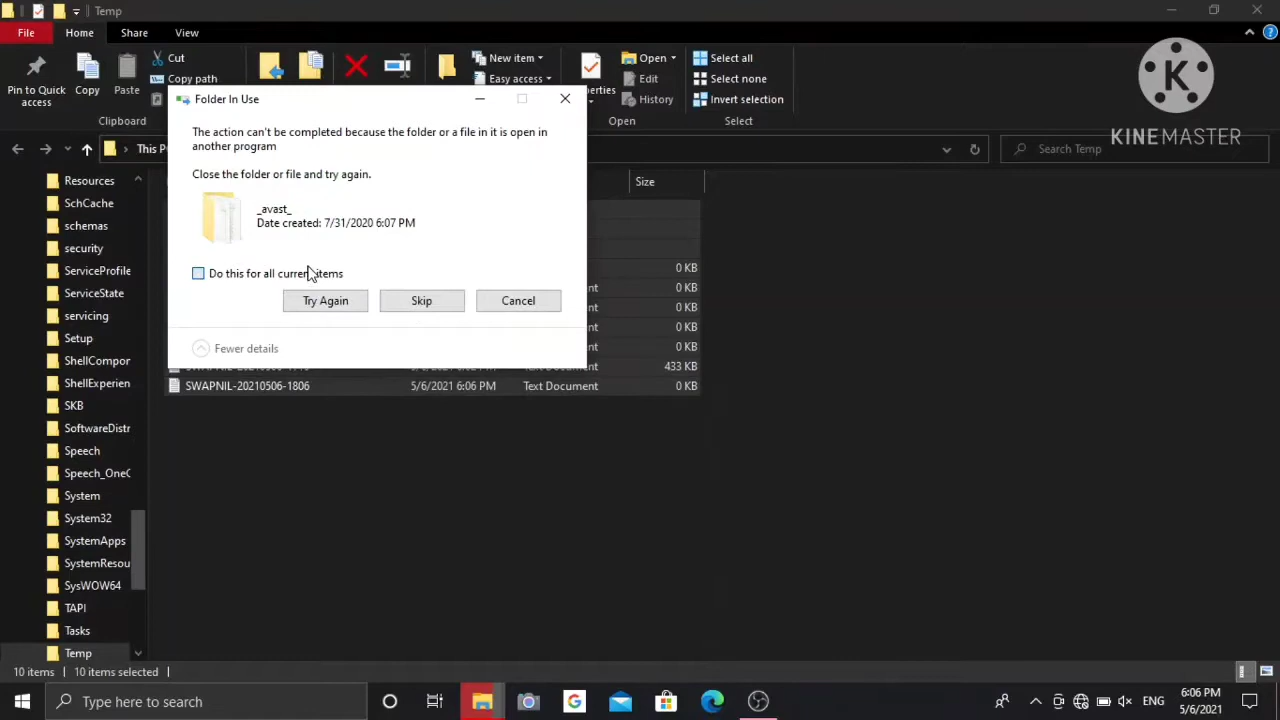 Temp
File
Home
Share
View
Pin to Quick
access
Copy
Paste
Cut
Copy path
New item
Easy access
Open
Edit
History
Select all
Select none
Invert selection
Clipboard
Open
Select
K
KINEMASTER
This
Search Temp
Folder In Use
The action can't be completed because the folder or a file in it is open in
another program
Close the folder or file and try again.
_avast_
Date created: 7/31/2020 6:07 PM
Do this for all current items
Try Again
Skip
Cancel
Fewer details
Size
0 KB
0 KB
0 KB
0 KB
0 KB
433 KB
SWAPNIL-20210506-1806
5/6/2021 6:06 PM
Text Document
0 KB
Resources
SchCache
schemas
security
ServiceProfile
ServiceState
servicing
Setup
ShellCompor
ShellExperien
SKB
SoftwareDistr
Speech
Speech_OneC
System
System32
SystemApps
SystemResou
SysWOW64
TAPI
Tasks
Temp
10 items
10 items selected
Type here to search
ENG
6:06 PM
5/6/2021